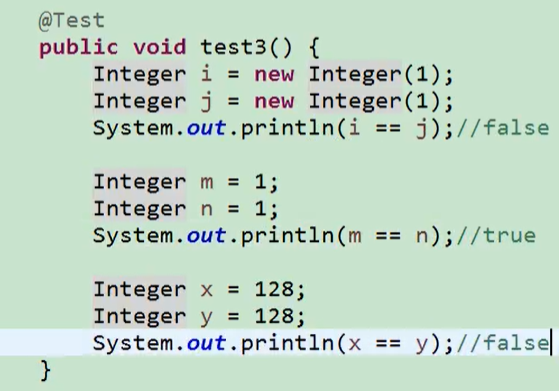 @Test
public void test3() {
Integer i = new Integer(1);
Integer j = new Integer(1);
System.out.println(i == j);//false
Integer m = 1;
Integer n = 1;
System.out.println(m == n);//true
Integer x = 128;
Integer y = 128;
System.out.println(x == y);//false
}